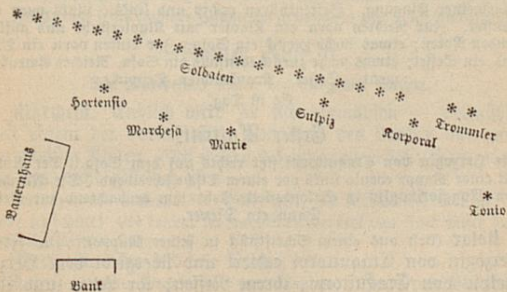 Soldaten
Hortensio
Sulpiz
Trommler
Marchesa
Marie
Korporal
Bauernhaus
Tonio
Bank